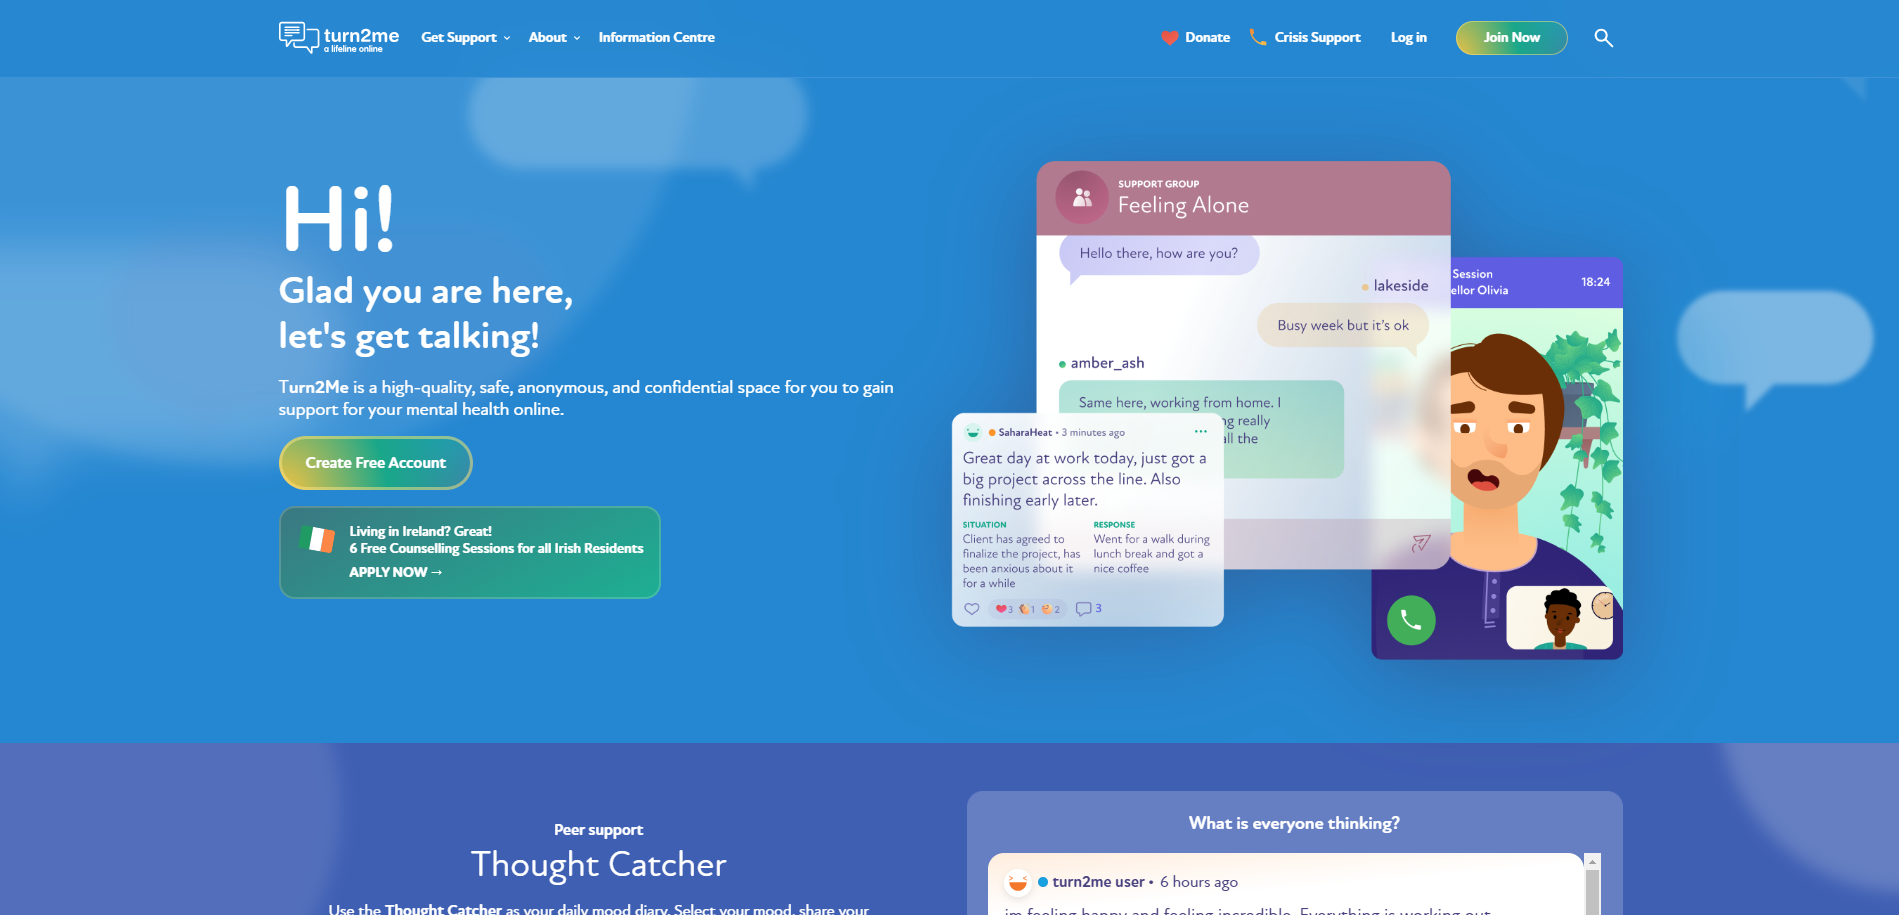 turn2me
a lifeline online
Get Support
About
Information Centre
Donate
Crisis Support
Log in
Join Now
Hi!
Glad you are here,
let's get talking!
Turn2Me is a high-quality, safe, anonymous, and confidential space for you to gain
support for your mental health online.
Create Free Account
Living in Ireland? Great!
6 Free Counselling Sessions for all Irish Residents
APPLY NOW →
SUPPORT GROUP
Feeling Alone
Hello there, how are you?
lakeside
Busy week but it's ok
amber_ash
Same here, working from home. I
ng really
all the
Session
ellor Olivia
18:24
SaharaHeat • 3 minutes ago
Great day at work today, just got a
big project across the line. Also
finishing early later.
SITUATION
Client has agreed to
finalize the project, has
been anxious about it
for a while
RESPONSE
Went for a walk during
lunch break and got a
nice coffee
3 1 2 3
Peer support
Thought Catcher
Use the Thought Catcher as your daily mood diary. Select your mood, share your
What is everyone thinking?
turn2me user • 6 hours ago
im feeling happy and feeling incredible. Everything is working out